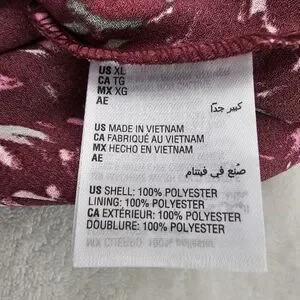 US XL
CA TG
MX XG
AE
كبير جدًا
US MADE IN VIETNAM
CA FABRIQUÉ AU VIETNAM
MX HECHO EN VIETNAM
AE
صنع في فيتنام
US SHELL: 100% POLYESTER
LINING: 100% POLYESTER
CA EXTÉRIEUR: 100% POLYESTER
DOUBLURE: 100% POLYESTER